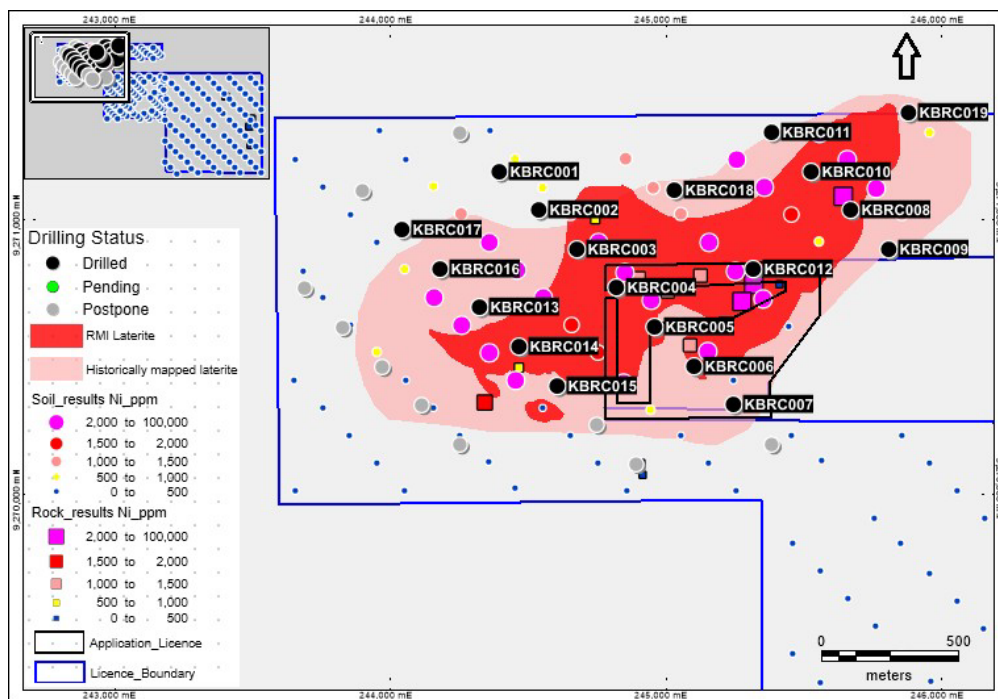 243,000 mE
244,000 mE
245,000 mE
246,000 mE
KBRC019
KBRC011
KBRC001
KBRC010
KBRC018
KBRC002
KBRC008
9,271,000 mN
KBRC017
KBRC003
KBRC009
KBRC016
KBRC012
KBRC004
KBRC013
KBRC005
KBRC014
KBRC006
KBRC015
KBRC007
9,270,000 mN
Drilling Status
Drilled
Pending
Postpone
RMI Laterite
Historically mapped laterite
Soil_results Ni_ppm
2,000 to 100,000
1,500 to 2,000
1,000 to 1,500
500 to 1,000
0 to 500
Rock_results Ni_ppm
2,000 to 100,000
1,500 to 2,000
1,000 to 1,500
500 to 1,000
0 to 500
Application_Licence
Licence_Boundary
0 500
meters
243,000 mE
244,000 mE
245,000 mE
246,000 mE